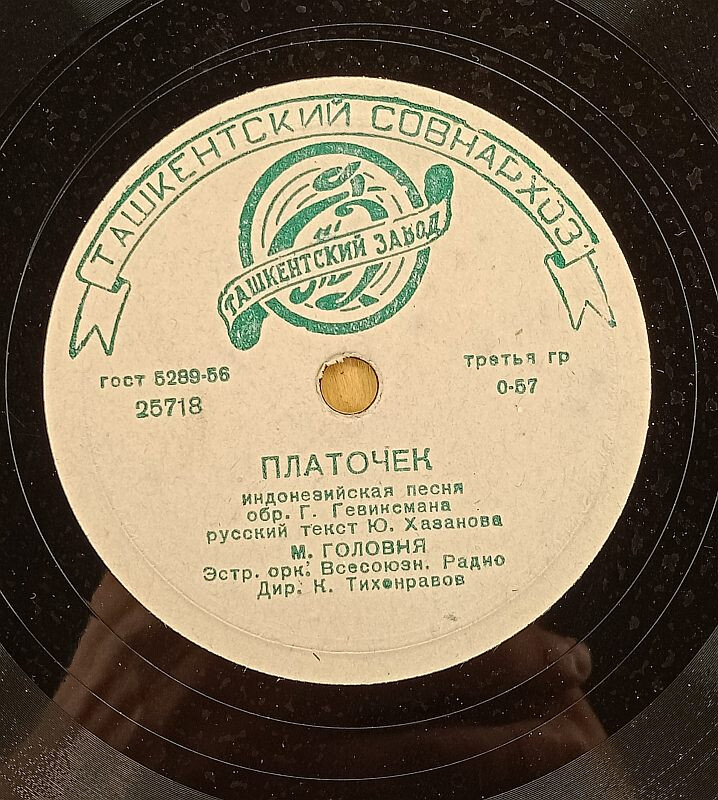 ТАШКЕНТСКИЙ СОВНАРХОЗ
ТАШКЕНТСКИЙ ЗАВОД
гост 5289-56
25718
третья гр
0-57
ПЛАТОЧЕК
индонезийская песня
обр. Г. Гевиксмана
русский текст Ю. Хазанова
М. ГОЛОВНЯ
Эстр. орк. Всесоюзн. Радио
Дир. К. Тихонравов